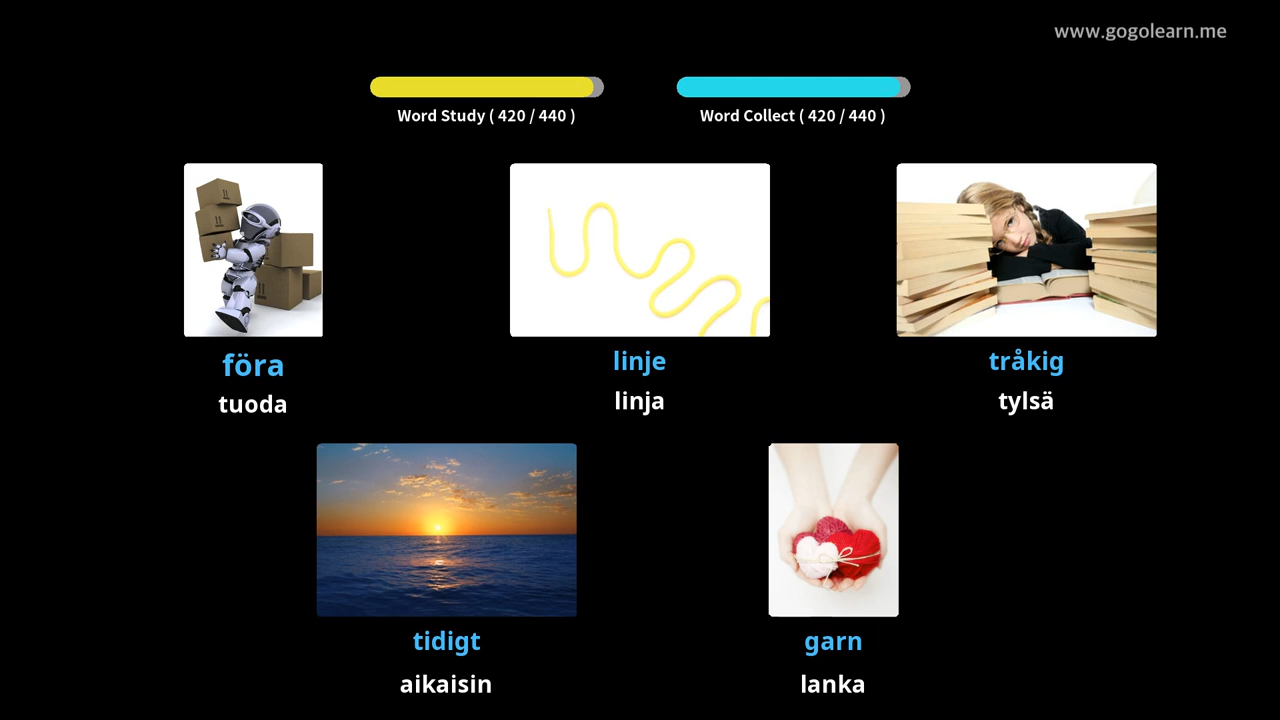 www.gogolearn.me
Word Study ( 420 / 440 )
Word Collect ( 420 / 440 )
föra
tuoda
linje
linja
tråkig
tylsä
tidigt
aikaisin
garn
lanka